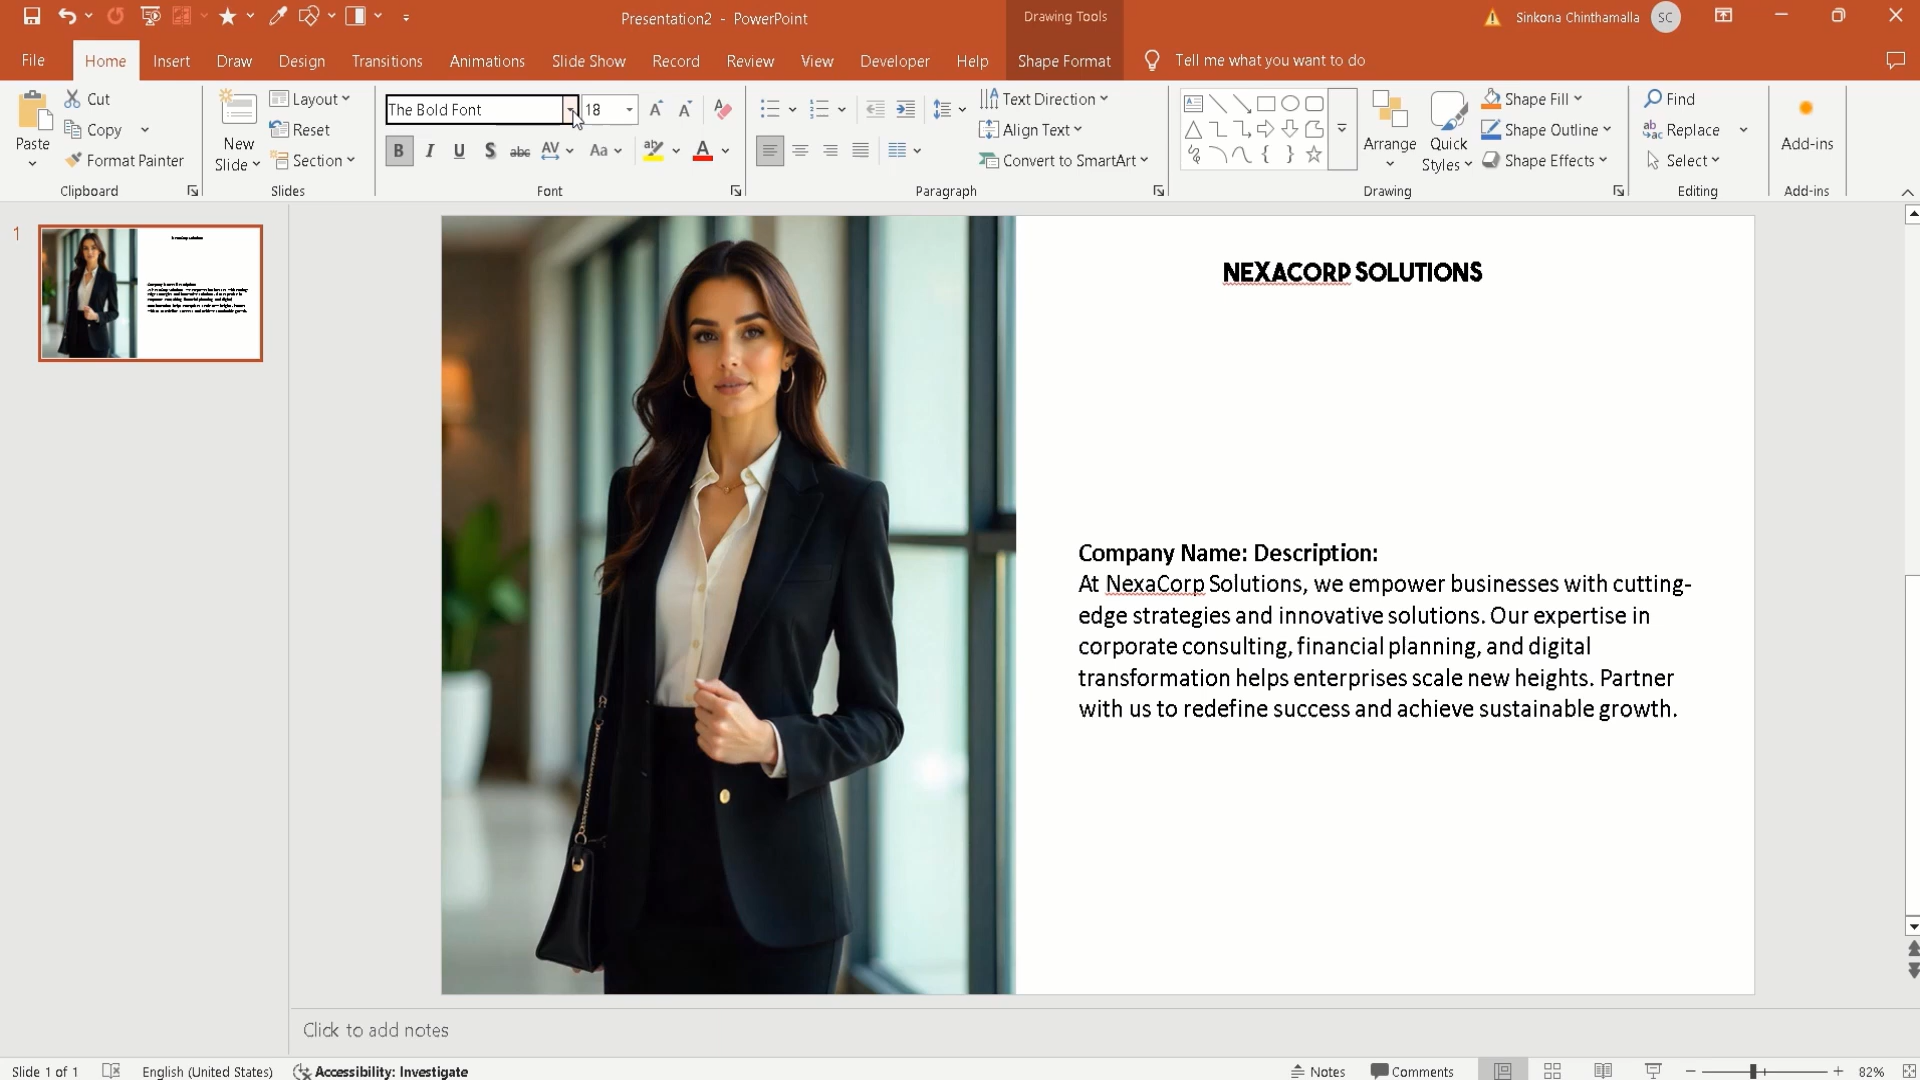 Presentation2 - PowerPoint
Drawing Tools
Sinkona Chinthamalla
SC
File
Home
Insert
Draw
Design
Transitions
Animations
Slide Show
Record
Review
View
Developer
Help
Shape Format
Tell me what you want to do
Paste
Cut
Copy
Format Painter
Clipboard
New
Slide
Layout
Reset
Section
Slides
The Bold Font
18
B I U S abc AV Aa A
Font
Text Direction
Align Text
Convert to SmartArt
Paragraph
Arrange
Quick
Styles
Shape Fill
Shape Outline
Shape Effects
Drawing
Find
Replace
Select
Editing
Add-ins
Add-ins
1
NEXACORP SOLUTIONS
Company Name: Description:
At NexaCorp Solutions, we empower businesses with cutting-
edge strategies and innovative solutions. Our expertise in
corporate consulting, financial planning, and digital
transformation helps enterprises scale new heights. Partner
with us to redefine success and achieve sustainable growth.
Click to add notes
Slide 1 of 1
English (United States)
Accessibility: Investigate
Notes
Comments
82%